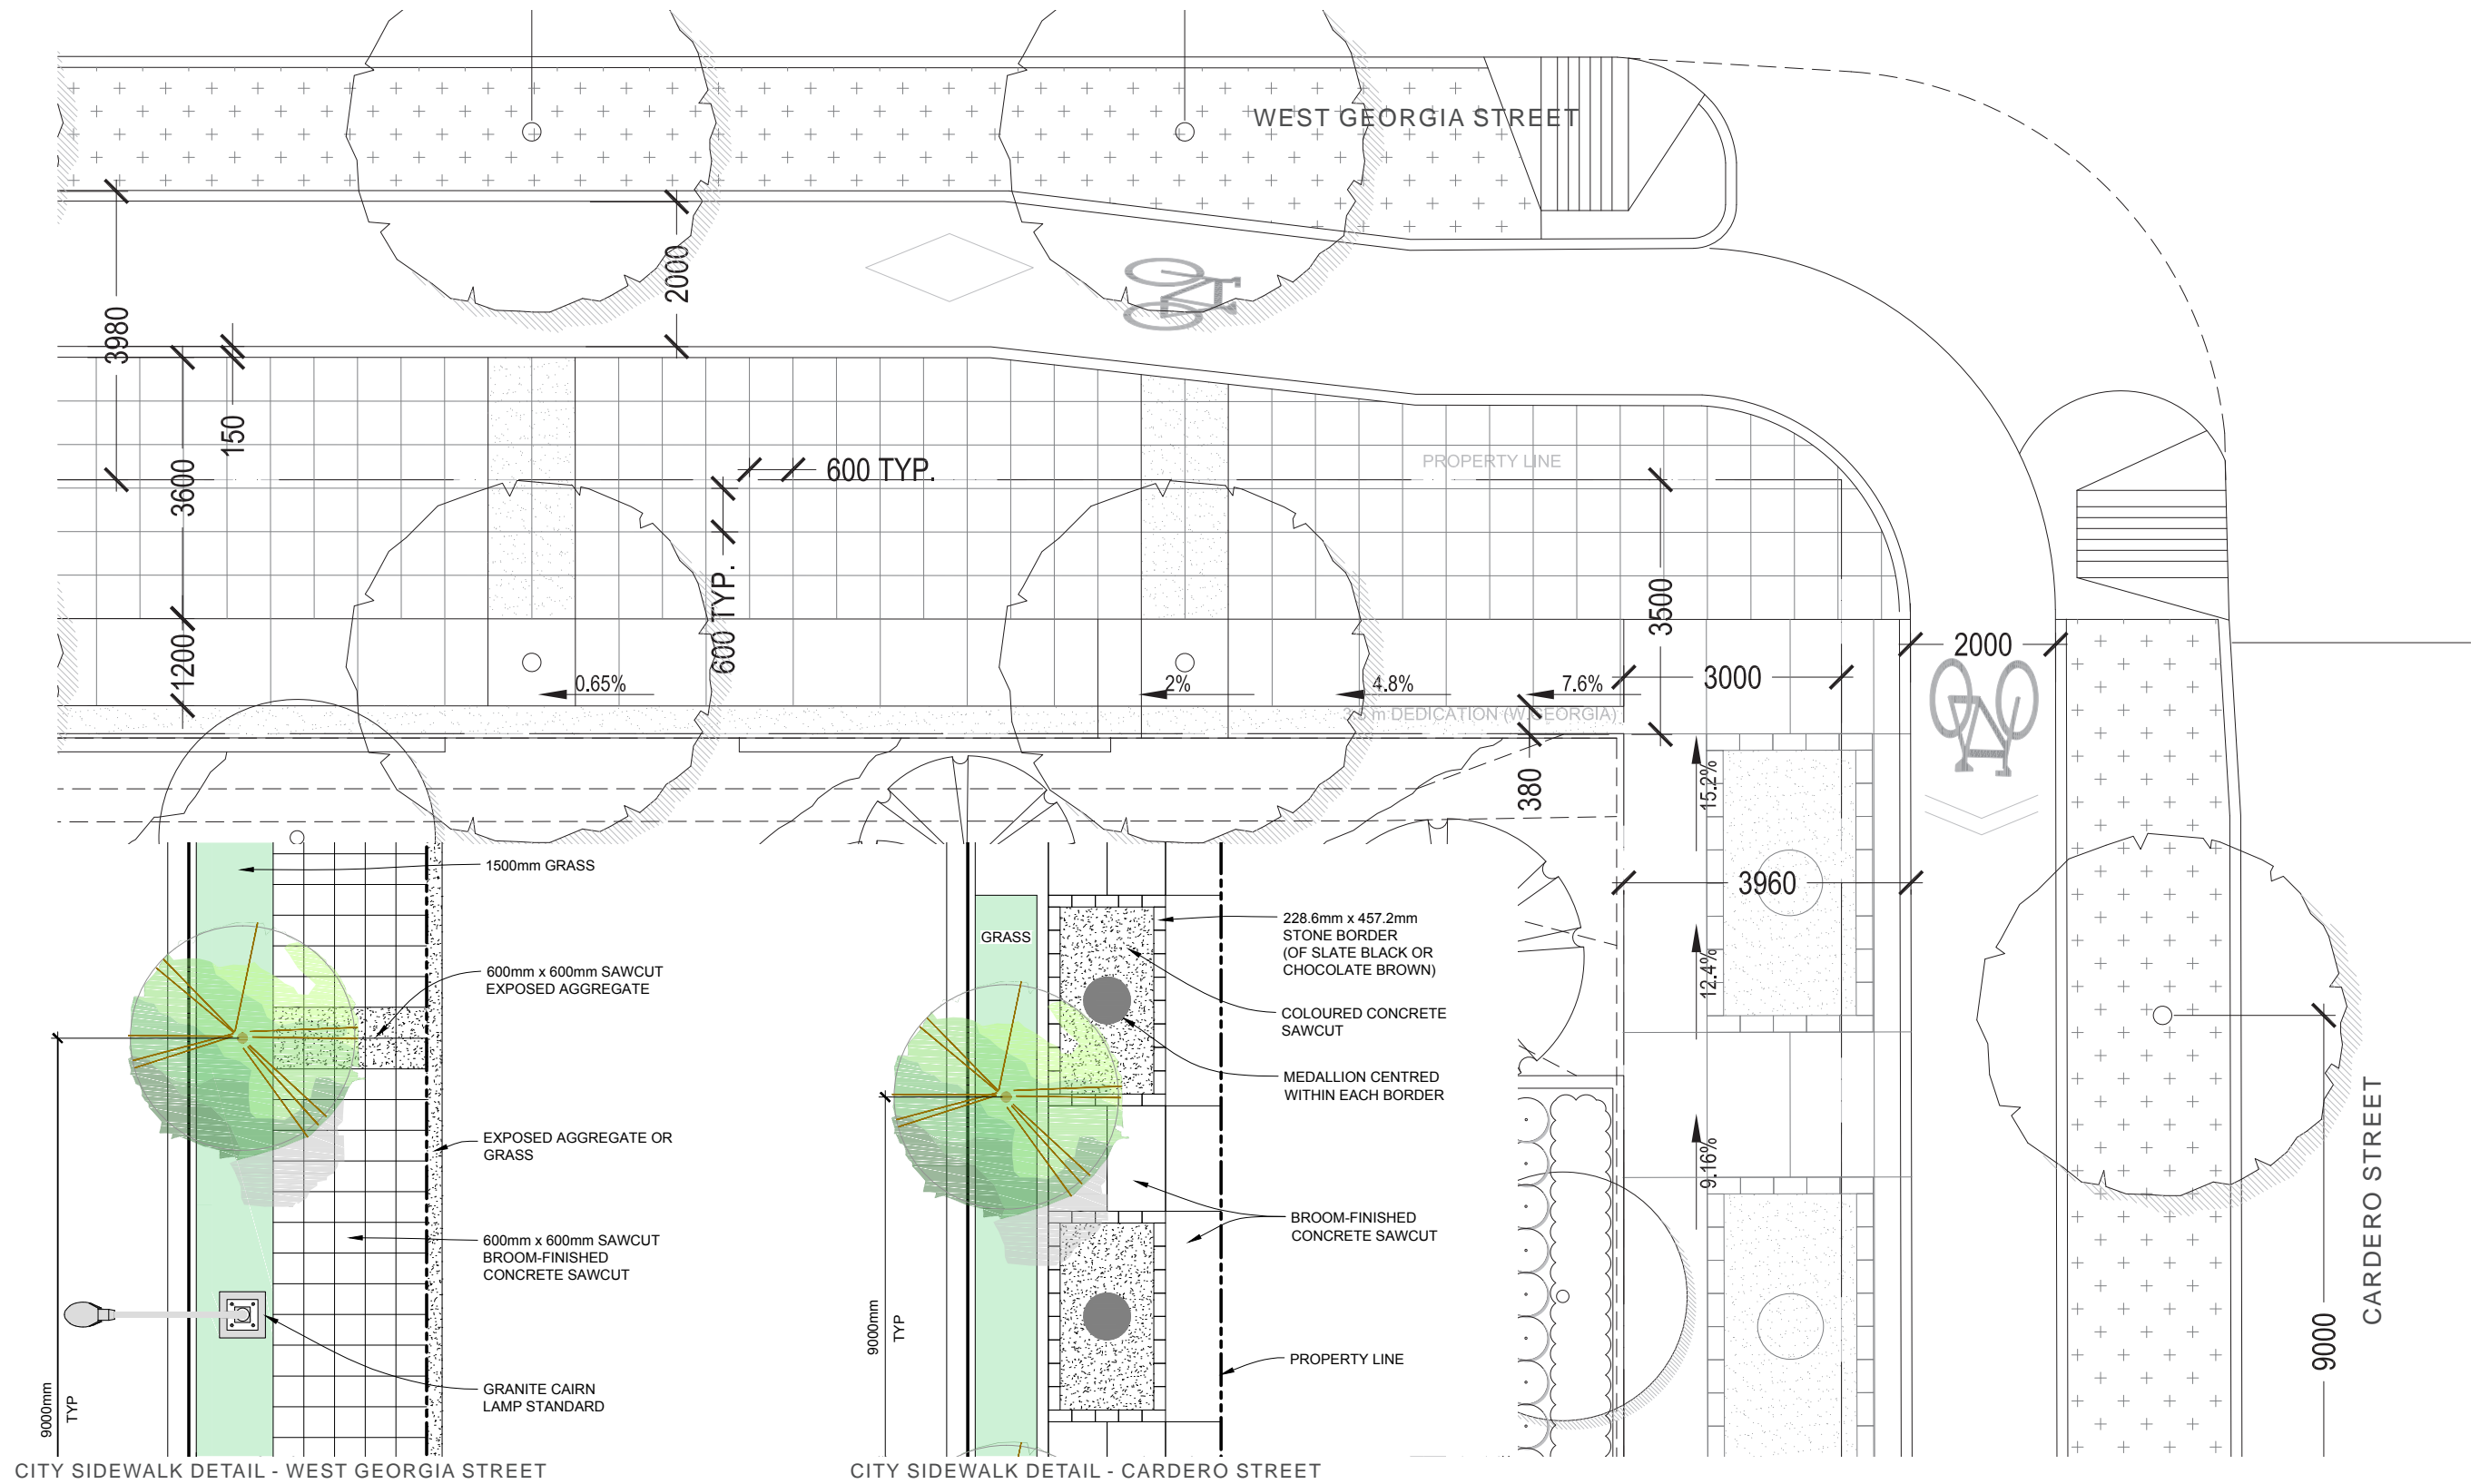 WEST GEORGIA STREET
2000
3980
150
3600
600 TYP.
PROPERTY LINE
600 TYP.
3500
1200
2000
0.65%
2%
4.8%
7.6%
3000
m DEDICATION (W.GEORGIA)
380
15.2%
3960
12.4%
9.16%
9000
CARDERO STREET
1500mm GRASS
600mm x 600mm SAWCUT
EXPOSED AGGREGATE
EXPOSED AGGREGATE OR
GRASS
600mm x 600mm SAWCUT
BROOM-FINISHED
CONCRETE SAWCUT
GRANITE CAIRN
LAMP STANDARD
9000mm
TYP
CITY SIDEWALK DETAIL - WEST GEORGIA STREET
GRASS
228.6mm x 457.2mm
STONE BORDER
(OF SLATE BLACK OR
CHOCOLATE BROWN)
COLOURED CONCRETE
SAWCUT
MEDALLION CENTRED
WITHIN EACH BORDER
BROOM-FINISHED
CONCRETE SAWCUT
PROPERTY LINE
9000mm
TYP
CITY SIDEWALK DETAIL - CARDERO STREET